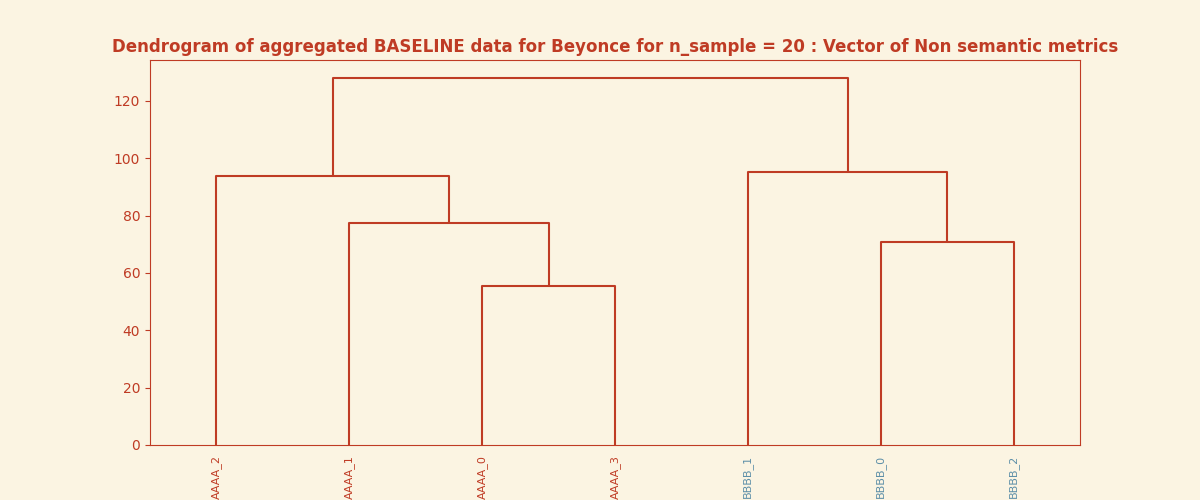 Dendrogram of aggregated BASELINE data for Beyonce for n_sample = 20 : Vector of Non semantic metrics
120
100
80
60
40
20
0
AAAA_2
AAAA_1
AAAA_0
AAAA_3
BBBB_1
BBBB_0
BBBB_2